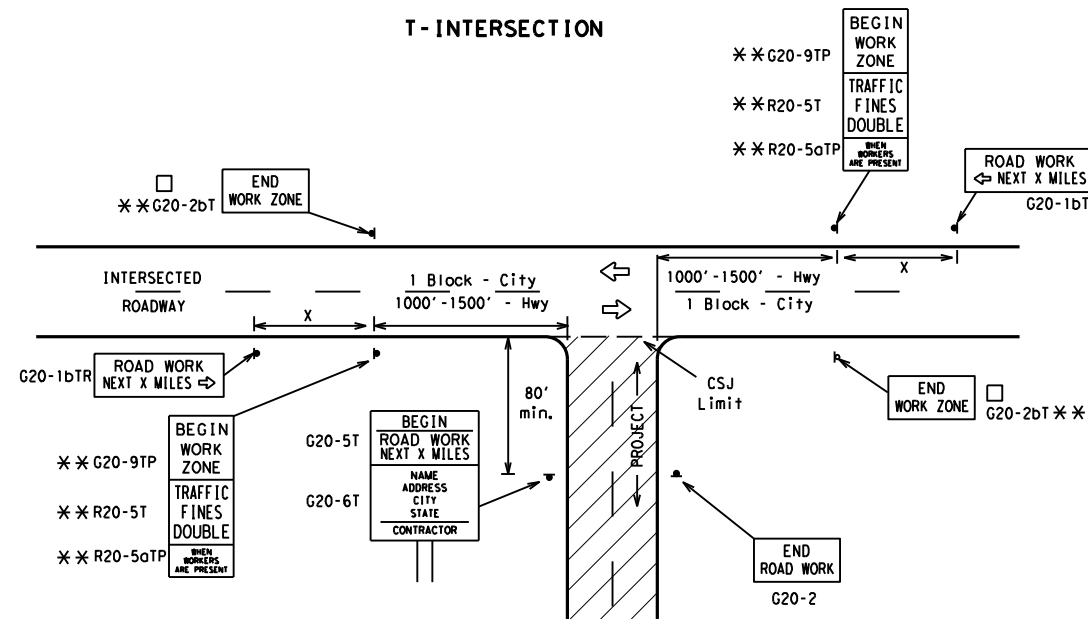 T-INTERSECTION
BEGIN
WORK
ZONE
TRAFFIC
FINES
DOUBLE
WHEN
WORKERS
ARE PRESENT
**G20-9TP
**R20-5T
**R20-5aTP
ROAD WORK
⇦ NEXT X MILES
G20-1bT
□
**G20-2bT
END
WORK ZONE
INTERSECTED
ROADWAY
1 Block - City
1000'-1500' - Hwy
X
1000'-1500' - Hwy
1 Block - City
X
G20-1bTR
ROAD WORK
NEXT X MILES ⇨
80'
min.
PROJECT
CSJ
Limit
END
WORK ZONE
□
G20-2bT **
**G20-9TP
**R20-5T
**R20-5aTP
BEGIN
WORK
ZONE
TRAFFIC
FINES
DOUBLE
WHEN
WORKERS
ARE PRESENT
G20-5T
G20-6T
BEGIN
ROAD WORK
NEXT X MILES
NAME
ADDRESS
CITY
STATE
CONTRACTOR
END
ROAD WORK
G20-2